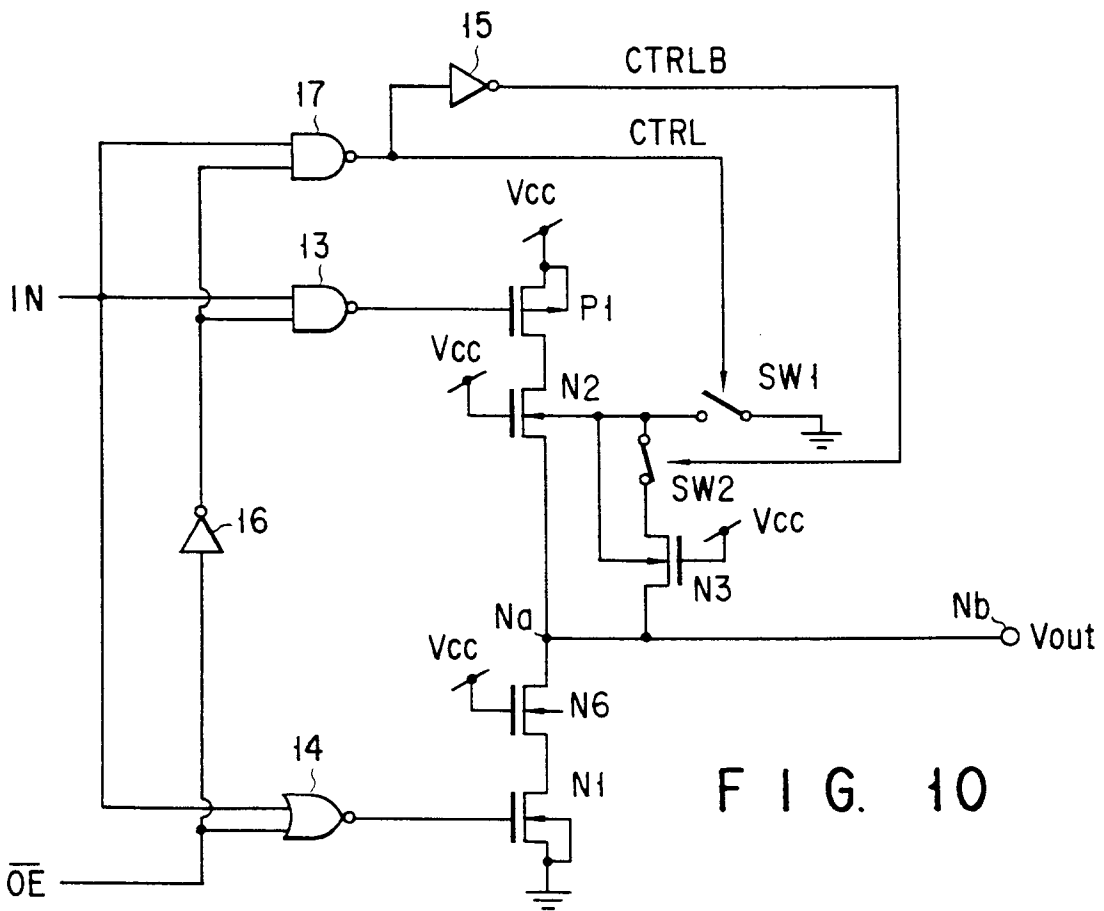 15
CTRLB
17
CTRL
Vcc
13
IN
P1
Vcc
N2
SW1
SW2
16
Vcc
N3
Na
Nb
Vout
Vcc
N6
14
N1
FIG. 10
O̅E̅